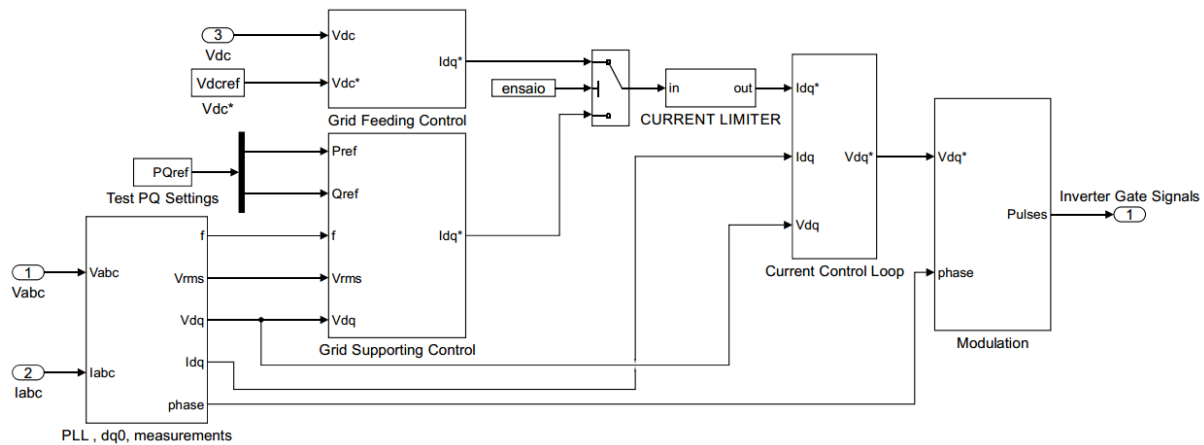 3
Vdc
Vdcref
Vdc*
Vdc
Vdc*
Idq*
Grid Feeding Control
PQref
Test PQ Settings
Pref
Qref
f
Vrms
Vdq
Idq*
Grid Supporting Control
1
Vabc
2
Iabc
Vabc
Iabc
f
Vrms
Vdq
Idq
phase
PLL , dq0, measurements
ensaio
in
out
CURRENT LIMITER
Idq*
Idq
Vdq
Vdq*
Current Control Loop
Vdq*
phase
Pulses
Modulation
Inverter Gate Signals
1